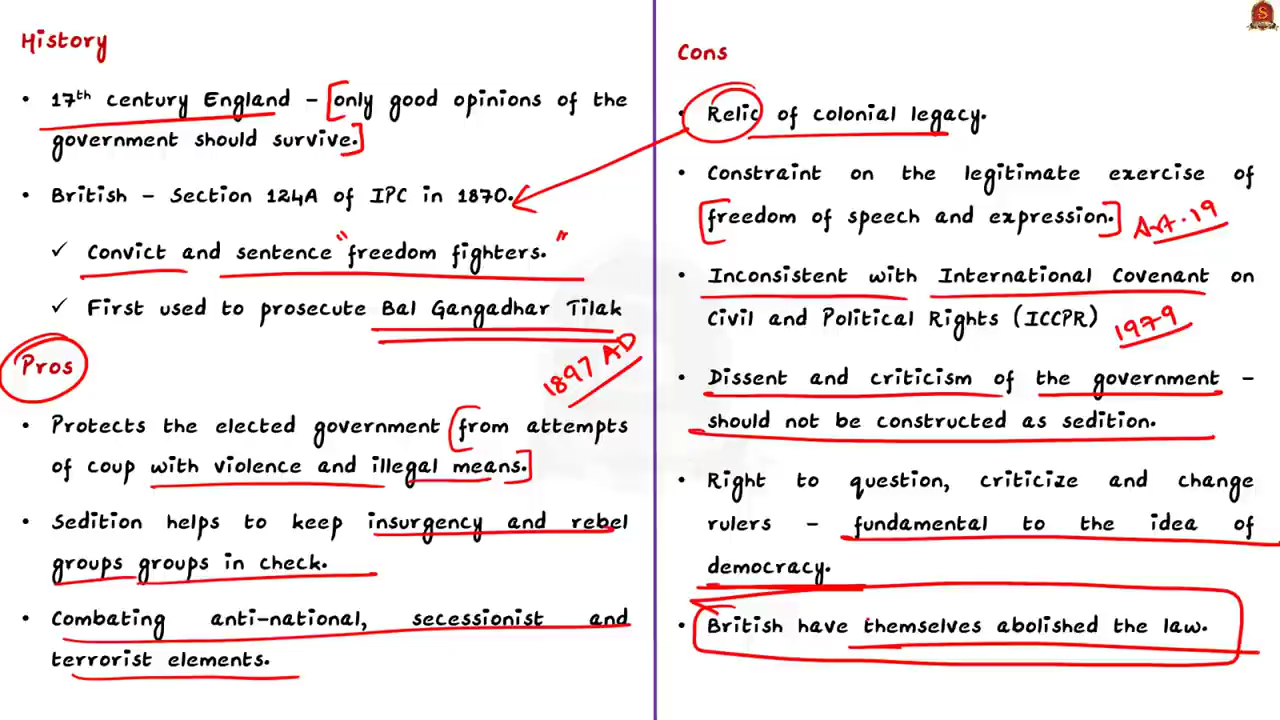 History
• 17th century England – [only good opinions of the
government should survive.]
• British – Section 124A of IPC in 1870.
✓ Convict and sentence "freedom fighters."
✓ First used to prosecute Bal Gangadhar Tilak
1897 AD
Pros
• Protects the elected government [from attempts
of coup with violence and illegal means.]
• Sedition helps to keep insurgency and rebel
groups groups in check.
• Combating anti-national, secessionist and
terrorist elements.
Cons
• Relic of colonial legacy.
• Constraint on the legitimate exercise of
[freedom of speech and expression.] Art.19
• Inconsistent with International Covenant on
Civil and Political Rights (ICCPR) 1979
• Dissent and criticism of the government –
should not be constructed as sedition.
• Right to question, criticize and change
rulers – fundamental to the idea of
democracy.
• British have themselves abolished the law.